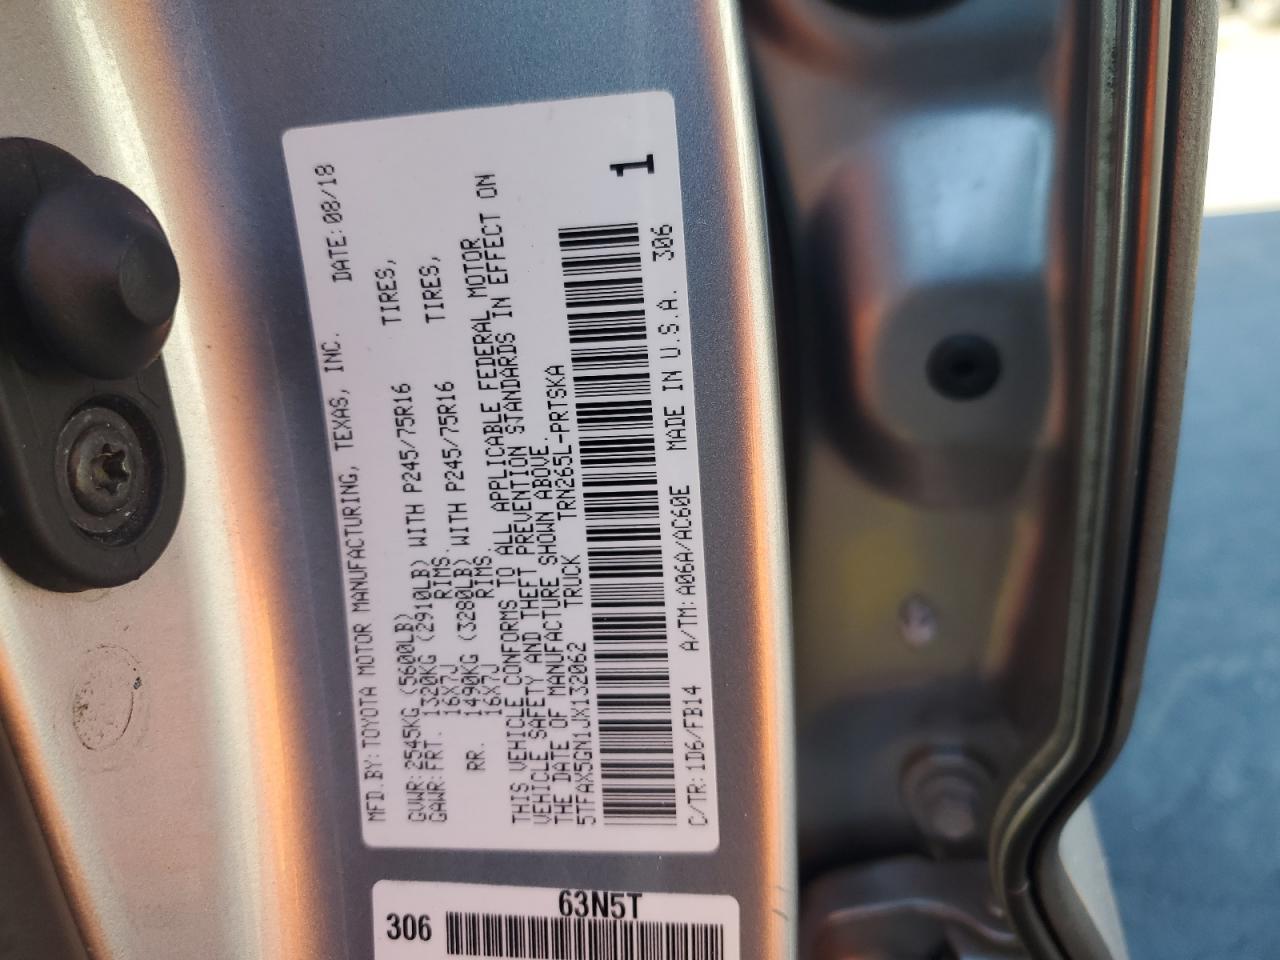 MFD.BY:TOYOTA MOTOR MANUFACTURING, TEXAS, INC. DATE:08/18
GVWR:2545KG (5600LB)
GAWR:FRT. 1320KG (2910LB) WITH P245/75R16 TIRES,
16X7J RIMS.
RR. 1490KG (3280LB) WITH P245/75R16 TIRES,
16X7J RIMS.
THIS VEHICLE CONFORMS TO ALL APPLICABLE FEDERAL MOTOR
VEHICLE SAFETY AND THEFT PREVENTION STANDARDS IN EFFECT ON
THE DATE OF MANUFACTURE SHOWN ABOVE.
5TFAX5GN1JX132062 TRUCK TRN265L-PRTSKA
1
C/TR:1D6/FB14 A/TM:A06A/AC60E MADE IN U.S.A. 306
63N5T
306